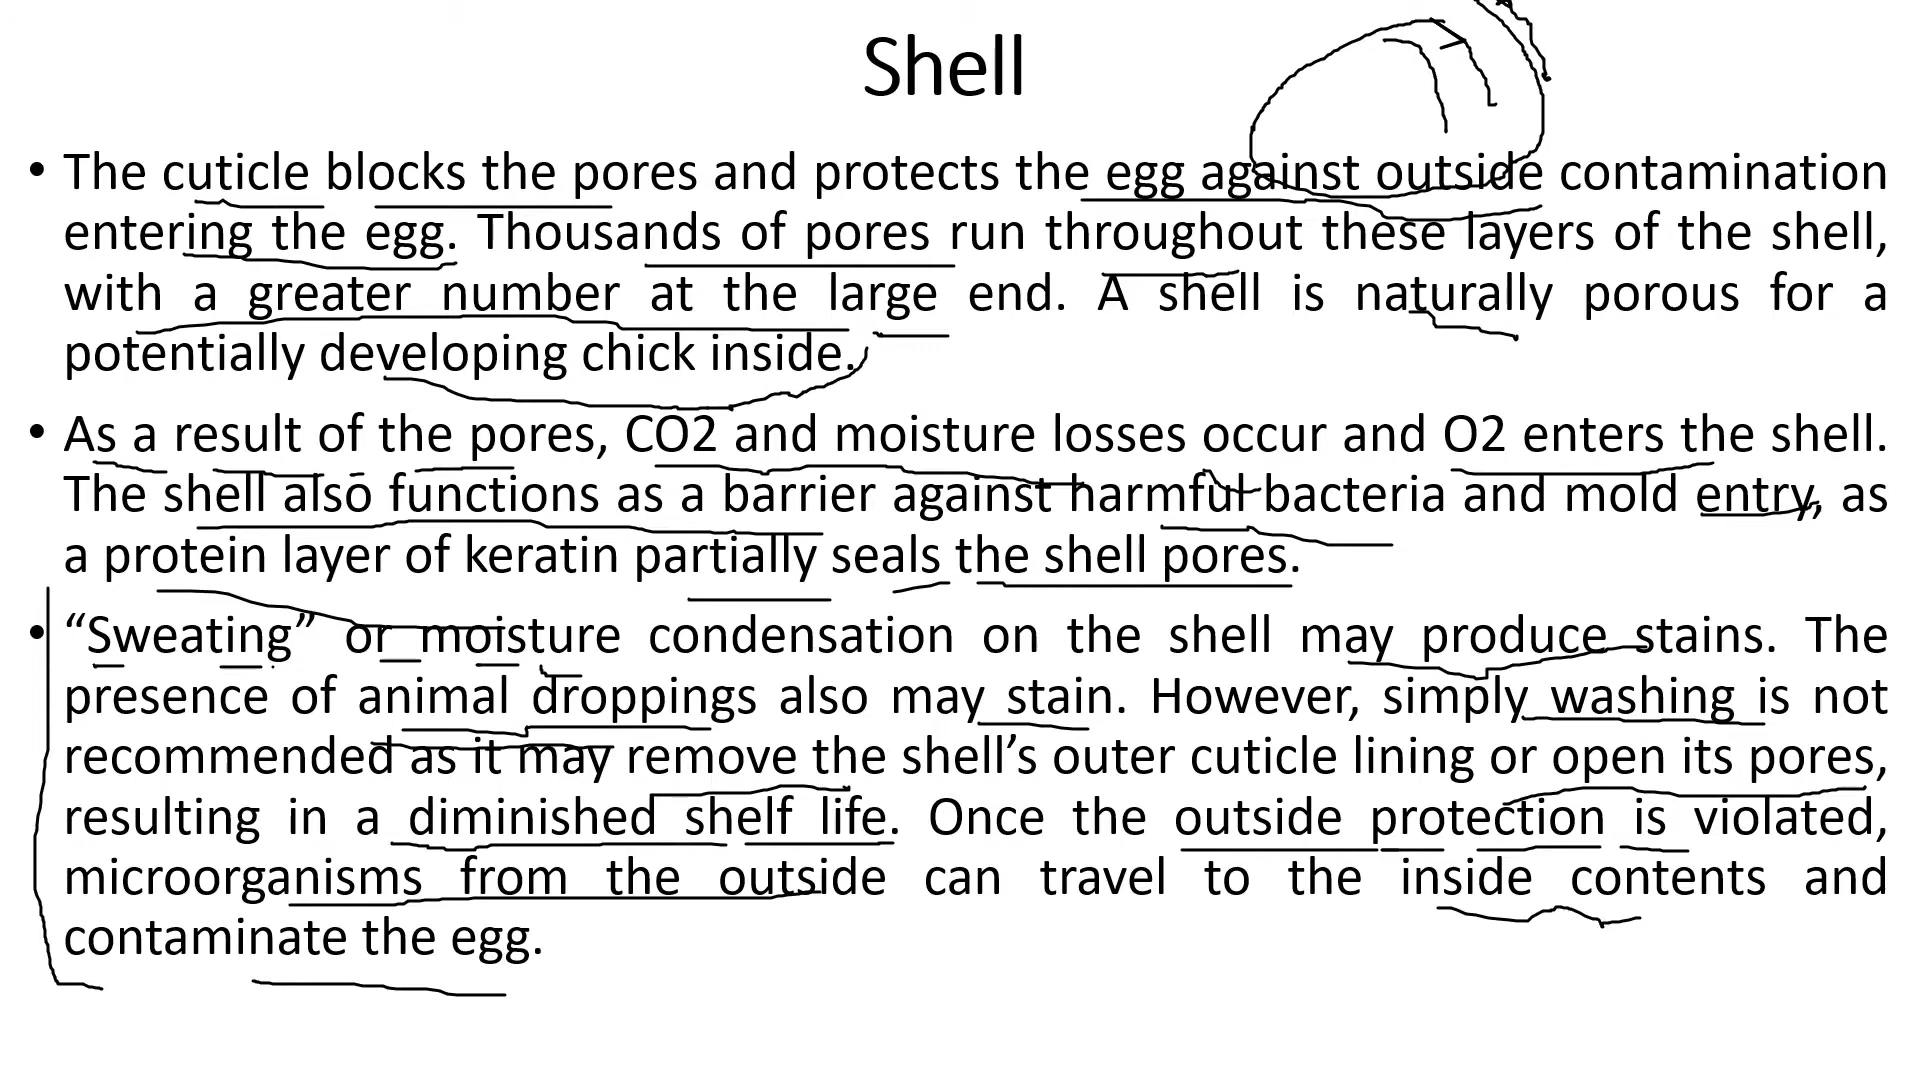 Shell
• The cuticle blocks the pores and protects the egg against outside contamination
entering the egg. Thousands of pores run throughout these layers of the shell,
with a greater number at the large end. A shell is naturally porous for a
potentially developing chick inside.
• As a result of the pores, CO2 and moisture losses occur and O2 enters the shell.
The shell also functions as a barrier against harmful bacteria and mold entry, as
a protein layer of keratin partially seals the shell pores.
• “Sweating” or moisture condensation on the shell may produce stains. The
presence of animal droppings also may stain. However, simply washing is not
recommended as it may remove the shell’s outer cuticle lining or open its pores,
resulting in a diminished shelf life. Once the outside protection is violated,
microorganisms from the outside can travel to the inside contents and
contaminate the egg.